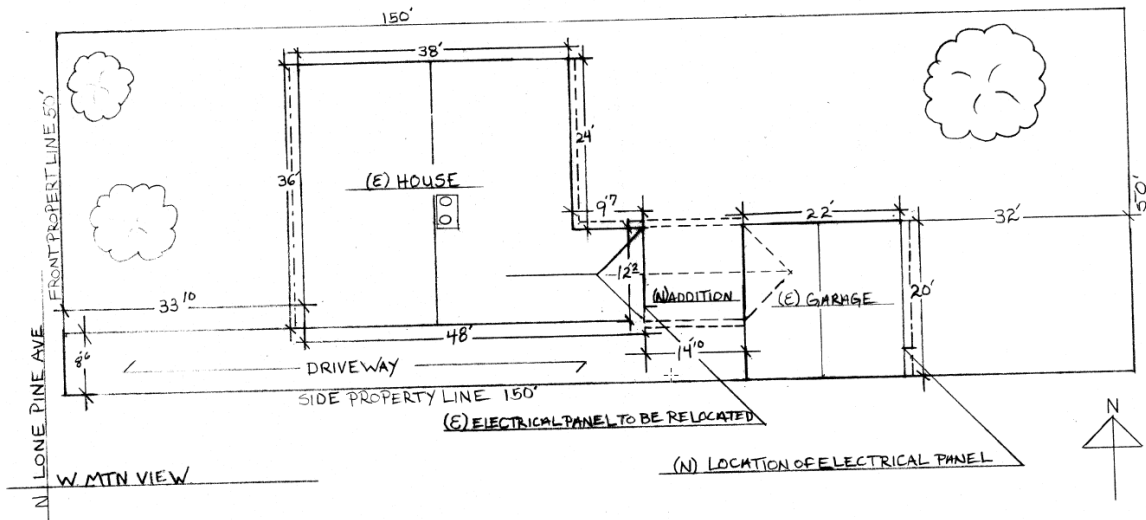 150'
38'
FRONT PROPERT LINE 50'
24'
36'
(E) HOUSE
9'7
22'
32'
50'
12'2
(N) ADDITION
(E) GARAGE
20'
33'10
48'
14'10
8'6
DRIVEWAY
SIDE PROPERTY LINE 150'
(E) ELECTRICAL PANEL TO BE RELOCATED
N
(N) LOCATION OF ELECTRICAL PANEL
W MTN VIEW
N LONE PINE AVE